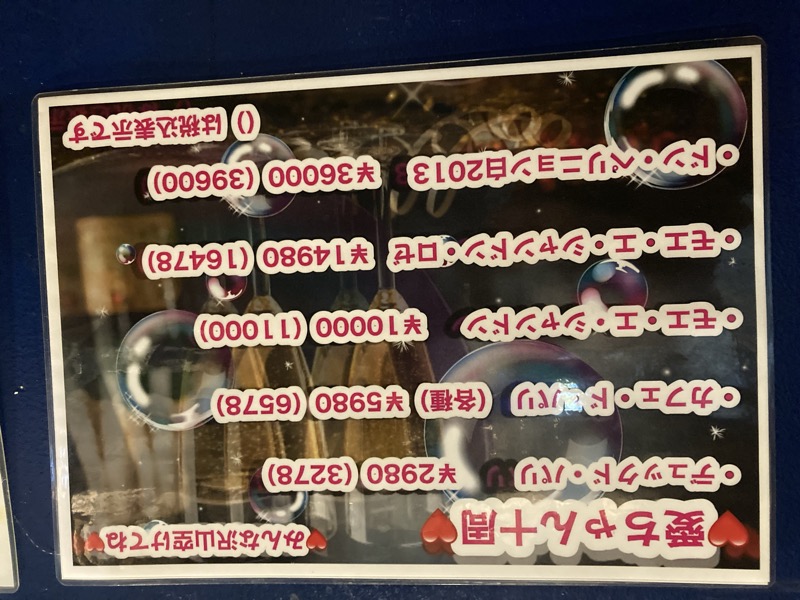 ❤️愛ちゃん十周❤️
❤️みんな沢山空けてね❤️
・デュックド・パリ ￥2980(3278)
・カフェ・ド・パリ (各種) ￥5980(6578)
・モエ・エ・シャンドン ￥10000(11000)
・モエ・エ・シャンドン・ロゼ ￥14980(16478)
・ドン・ペリニョン白2013 ￥36000(39600)
() は税込表示です